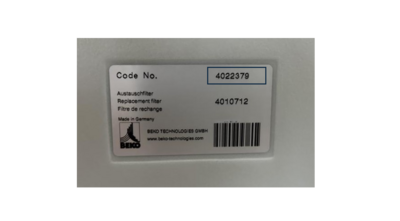 Code No. 4022379
Austauschfilter
Replacement filter 4010712
Filtre de rechange
Made in Germany
BEKO TECHNOLOGIES GMBH
www.beko-technologies.com
BEKO